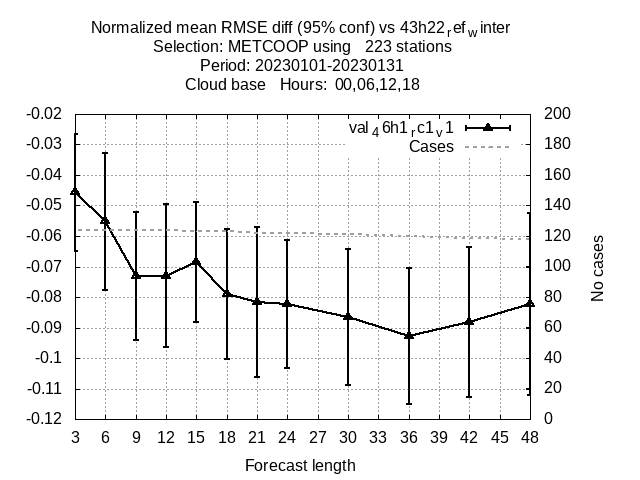 Normalized mean RMSE diff (95% conf) vs 43h22ref winter
Selection: METCOOP using 223 stations
Period: 20230101-20230131
Cloud base Hours: 00,06,12,18
val46h1rc1v1
Cases
-0.02
-0.03
-0.04
-0.05
-0.06
-0.07
-0.08
-0.09
-0.1
-0.11
-0.12
200
180
160
140
120
100
80
60
40
20
0
No cases
3 6 9 12 15 18 21 24 27 30 33 36 39 42 45 48
Forecast length